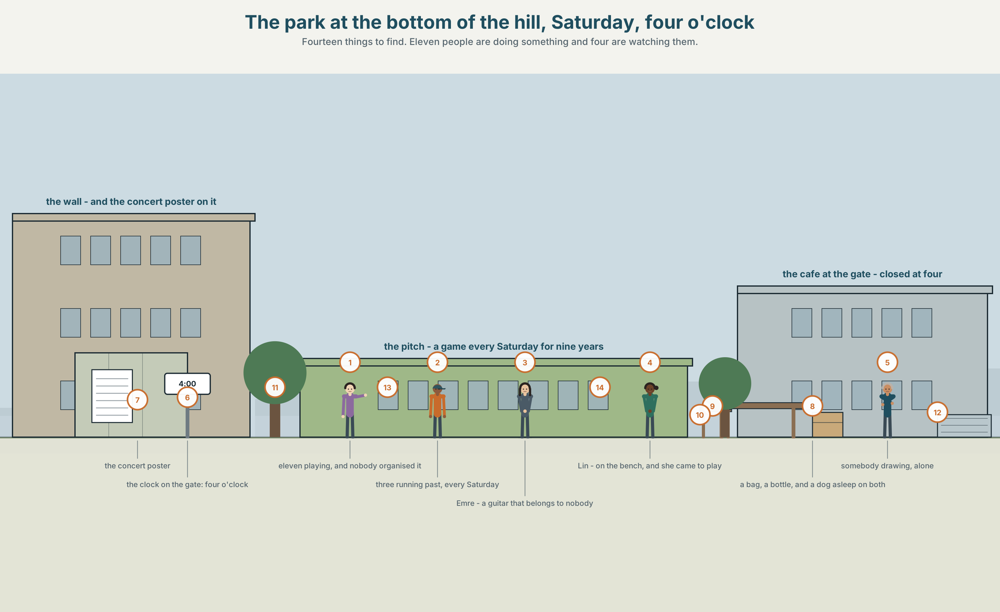 The park at the bottom of the hill, Saturday, four o'clock
Fourteen things to find. Eleven people are doing something and four are watching them.
the wall - and the concert poster on it
the cafe at the gate - closed at four
the pitch - a game every Saturday for nine years
1
2
3
4
5
4:00
11
13
14
7
6
9
8
10
12
the concert poster
eleven playing, and nobody organised it
Lin - on the bench, and she came to play
somebody drawing, alone
the clock on the gate: four o'clock
three running past, every Saturday
a bag, a bottle, and a dog asleep on both
Emre - a guitar that belongs to nobody